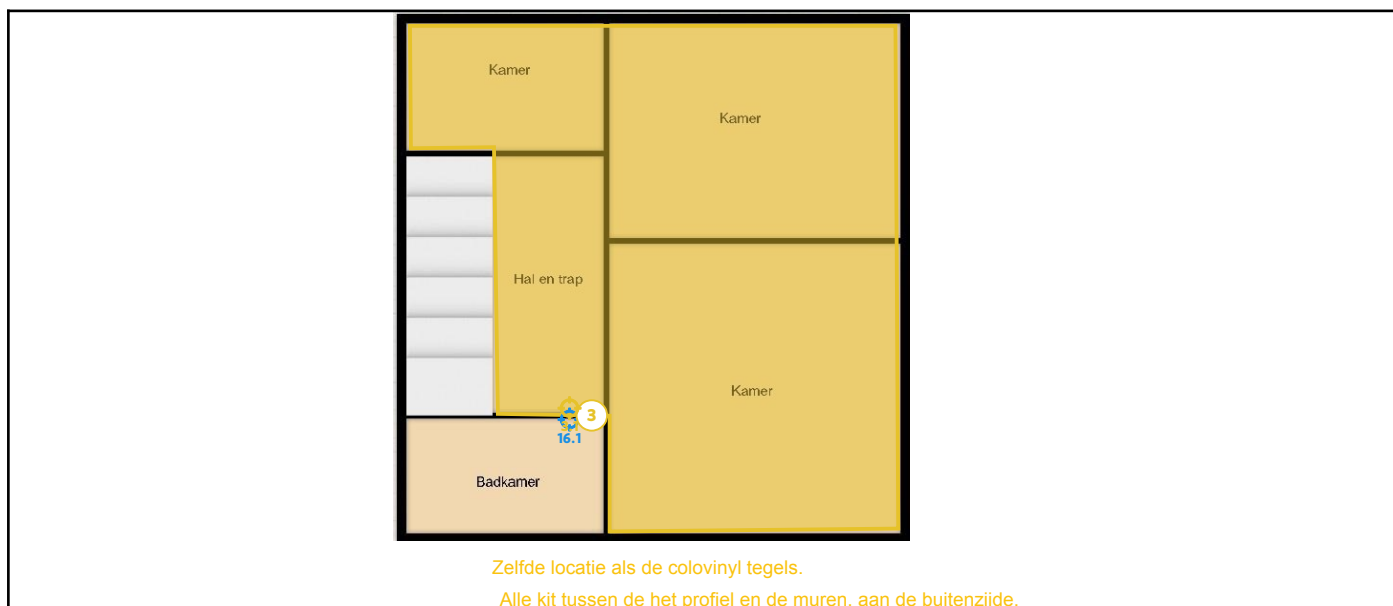 Kamer
Kamer
Hal en trap
Kamer
3
16.1
Badkamer
Zelfde locatie als de colovinyl tegels.
Alle kit tussen de het profiel en de muren, aan de buitenzijde.